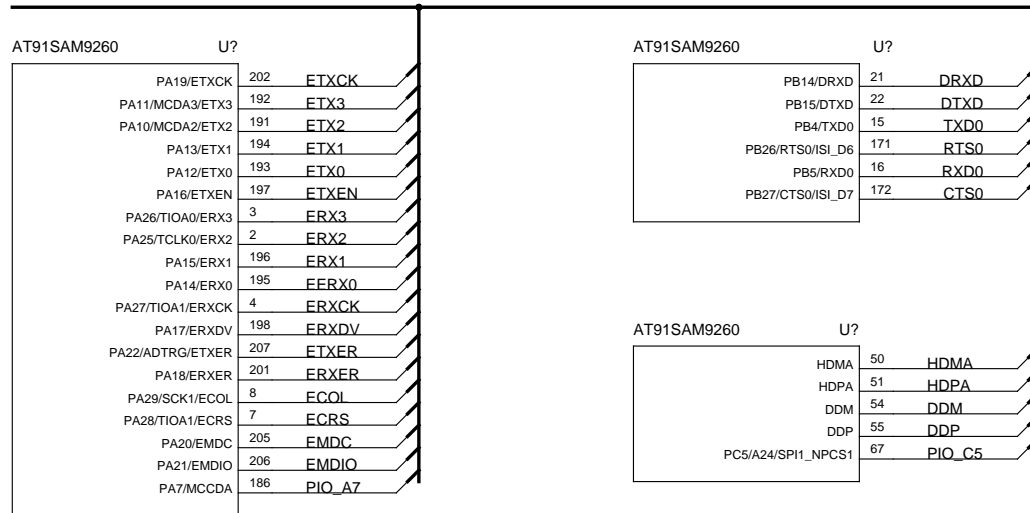 AT91SAM9260 U?
PA19/ETXCK 202 ETXCK
PA11/MCDA3/ETX3 192 ETX3
PA10/MCDA2/ETX2 191 ETX2
PA13/ETX1 194 ETX1
PA12/ETX0 193 ETX0
PA16/ETXEN 197 ETXEN
PA26/TIOA0/ERX3 3 ERX3
PA25/TCLK0/ERX2 2 ERX2
PA15/ERX1 196 ERX1
PA14/ERX0 195 EERX0
PA27/TIOA1/ERXCK 4 ERXCK
PA17/ERXDV 198 ERXDV
PA22/ADTRG/ETXER 207 ETXER
PA18/ERXER 201 ERXER
PA29/SCK1/ECOL 8 ECOL
PA28/TIOA1/ECRS 7 ECRS
PA20/EMDC 205 EMDC
PA21/EMDIO 206 EMDIO
PA7/MCCDA 186 PIO_A7
AT91SAM9260 U?
PB14/DRXD 21 DRXD
PB15/DTXD 22 DTXD
PB4/TXD0 15 TXD0
PB26/RTS0/ISI_D6 171 RTS0
PB5/RXD0 16 RXD0
PB27/CTS0/ISI_D7 172 CTS0
AT91SAM9260 U?
HDMA 50 HDMA
HDPA 51 HDPA
DDM 54 DDM
DDP 55 DDP
PC5/A24/SPI1_NPCS1 67 PIO_C5